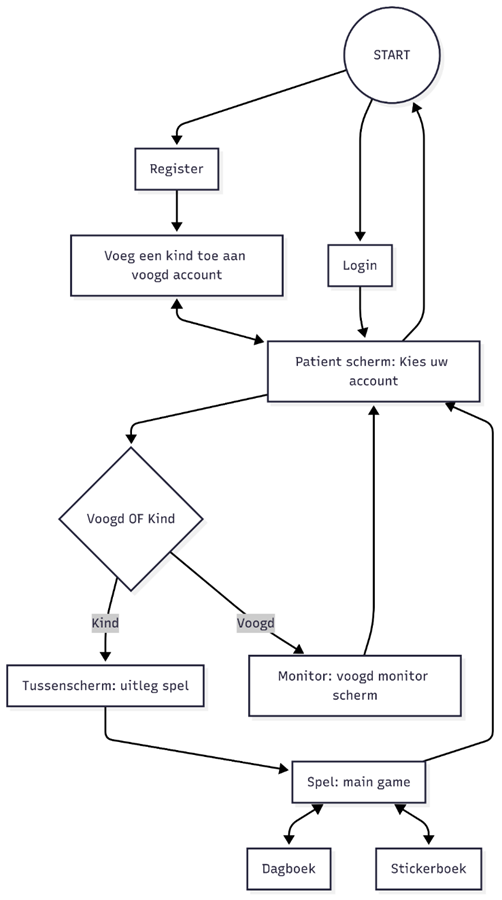 START
Register
Voeg een kind toe aan
voogd account
Login
Patient scherm: Kies uw
account
Voogd OF Kind
Kind
Voogd
Tussenscherm: uitleg spel
Monitor: voogd monitor
scherm
Spel: main game
Dagboek
Stickerboek